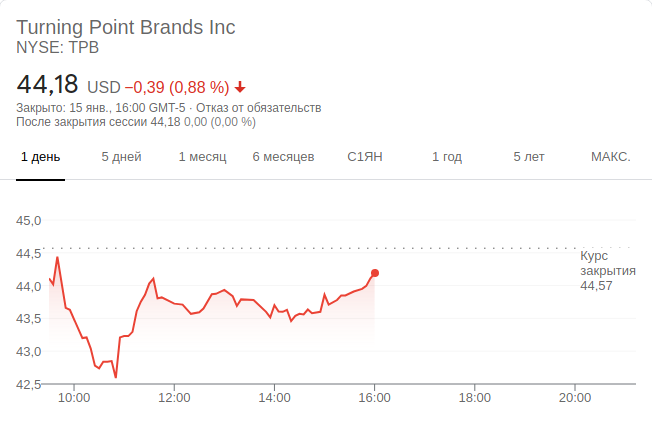 Turning Point Brands Inc
NYSE: TPB
44,18 USD −0,39 (0,88 %)
Закрыто: 15 янв., 16:00 GMT-5 · Отказ от обязательств
После закрытия сессии 44,18 0,00 (0,00 %)
1 день 5 дней 1 месяц 6 месяцев С1ЯН 1 год 5 лет МАКС.
45,0
44,5
Курс
закрытия
44,57
44,0
43,5
43,0
42,5
10:00 12:00 14:00 16:00 18:00 20:00